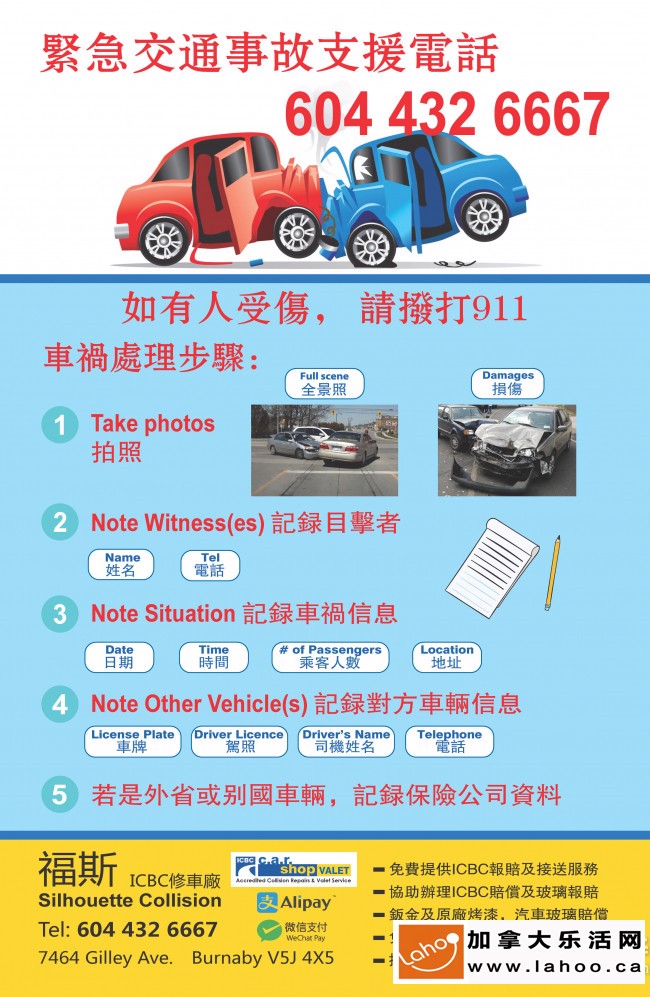 緊急交通事故支援電話
604 432 6667
如有人受傷， 請撥打911
車禍處理步驟：
Full scene
全景照
Damages
損傷
1 Take photos
拍照
2 Note Witness(es) 記録目擊者
Name
姓名
Tel
電話
3 Note Situation 記録車禍信息
Date
日期
Time
時間
# of Passengers
乘客人數
Location
地址
4 Note Other Vehicle(s) 記録對方車輛信息
License Plate
車牌
Driver Licence
駕照
Driver's Name
司機姓名
Telephone
電話
5 若是外省或别國車輛，記録保險公司資料
福斯 ICBC修車廠
Silhouette Collision
Tel: 604 432 6667
7464 Gilley Ave. Burnaby V5J 4X5
ICBC c.a.r.
shop VALET
Accredited Collision Repairs & Valet Service
Alipay
微信支付
WeChat Pay
免費提供ICBC報賠及接送服務
協助辦理ICBC賠償及玻璃報賠
鈑金及原廠烤漆，汽車玻璃賠償
Lahoo
加拿大乐活网
www.lahoo.ca